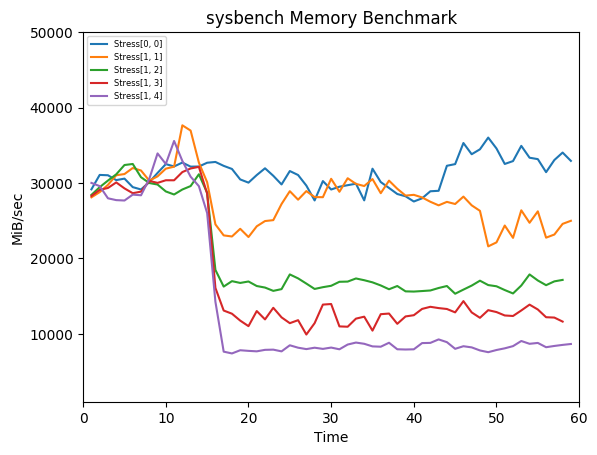 sysbench Memory Benchmark
50000
40000
30000
20000
10000
MiB/sec
Stress[0, 0]
Stress[1, 1]
Stress[1, 2]
Stress[1, 3]
Stress[1, 4]
0 10 20 30 40 50 60
Time